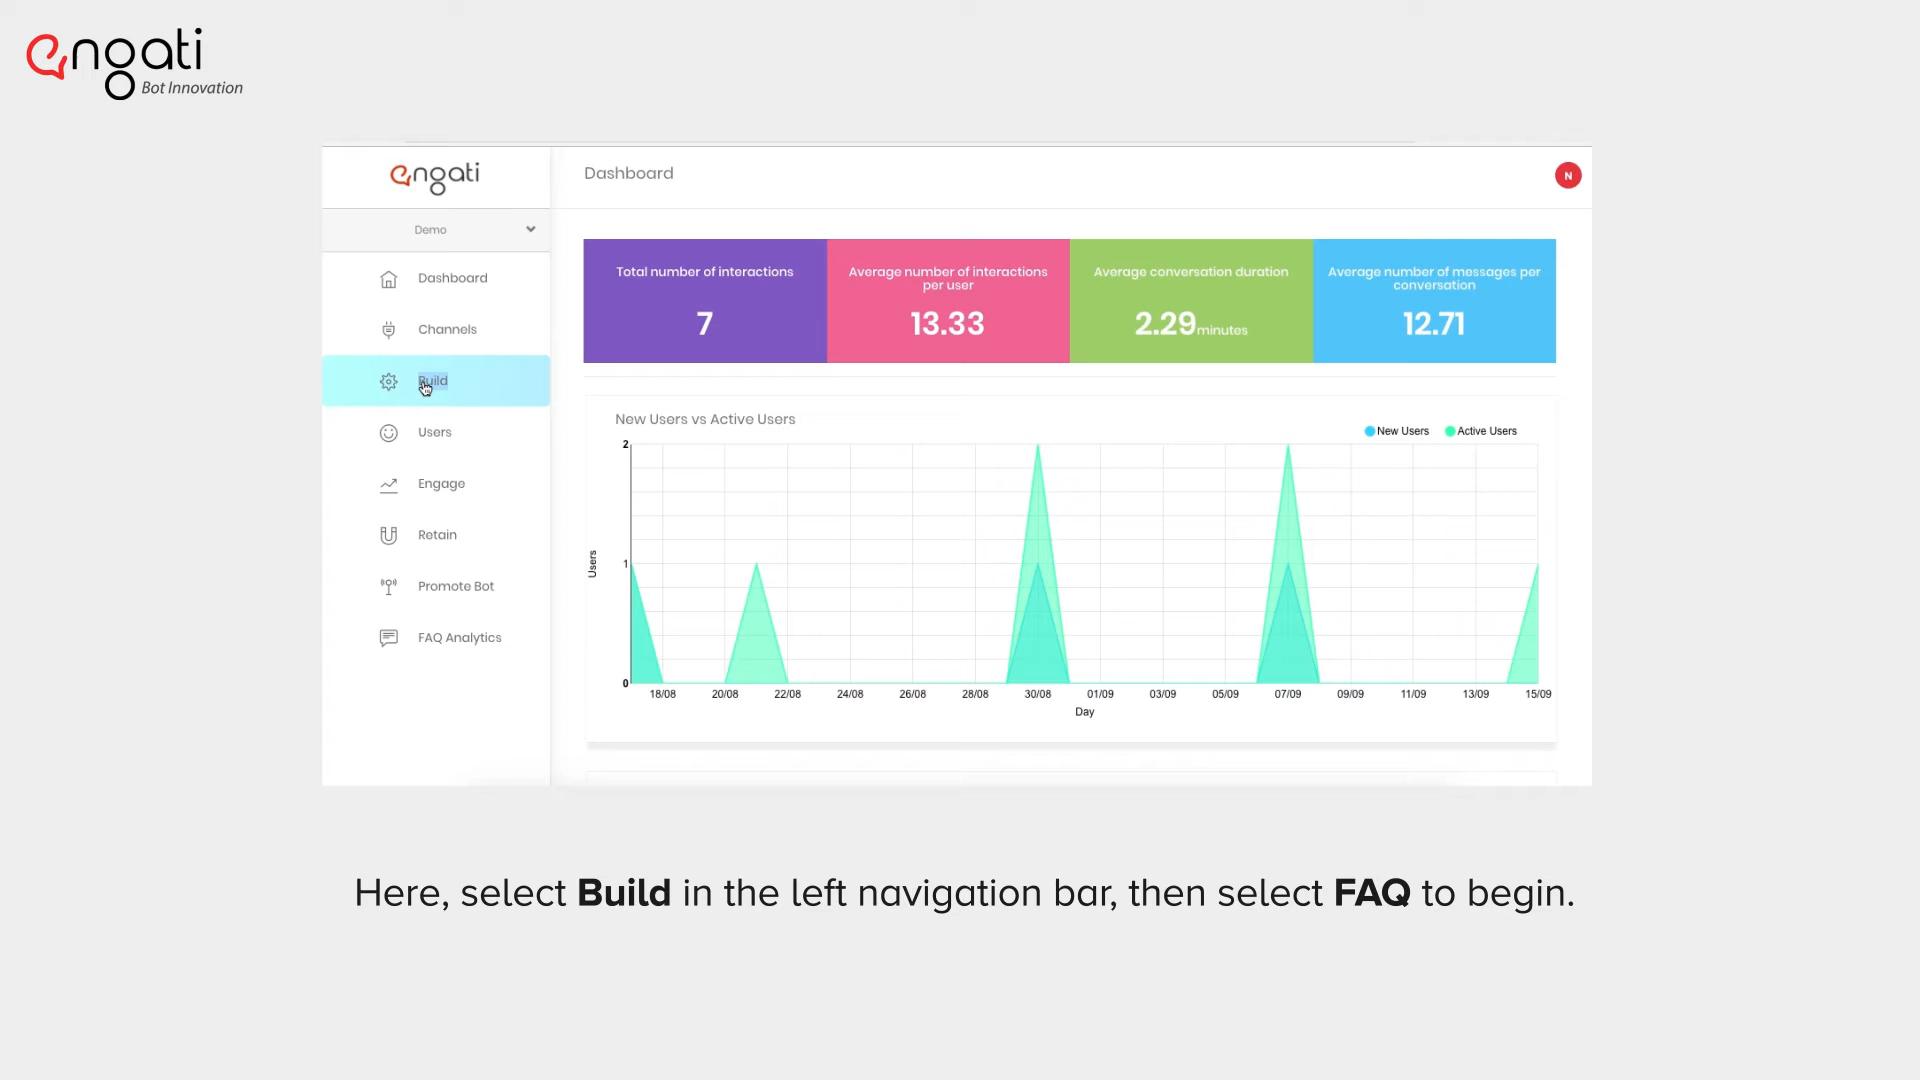 engati
Bot Innovation
engati
Dashboard
N
Demo
Dashboard
Channels
Build
Users
Engage
Retain
Promote Bot
FAQ Analytics
Total number of interactions
7
Average number of interactions
per user
13.33
Average conversation duration
2.29minutes
Average number of messages per
conversation
12.71
New Users vs Active Users
New Users
Active Users
2
1
0
Users
18/08
20/08
22/08
24/08
26/08
28/08
30/08
01/09
03/09
05/09
07/09
09/09
11/09
13/09
15/09
Day
Here, select Build in the left navigation bar, then select FAQ to begin.